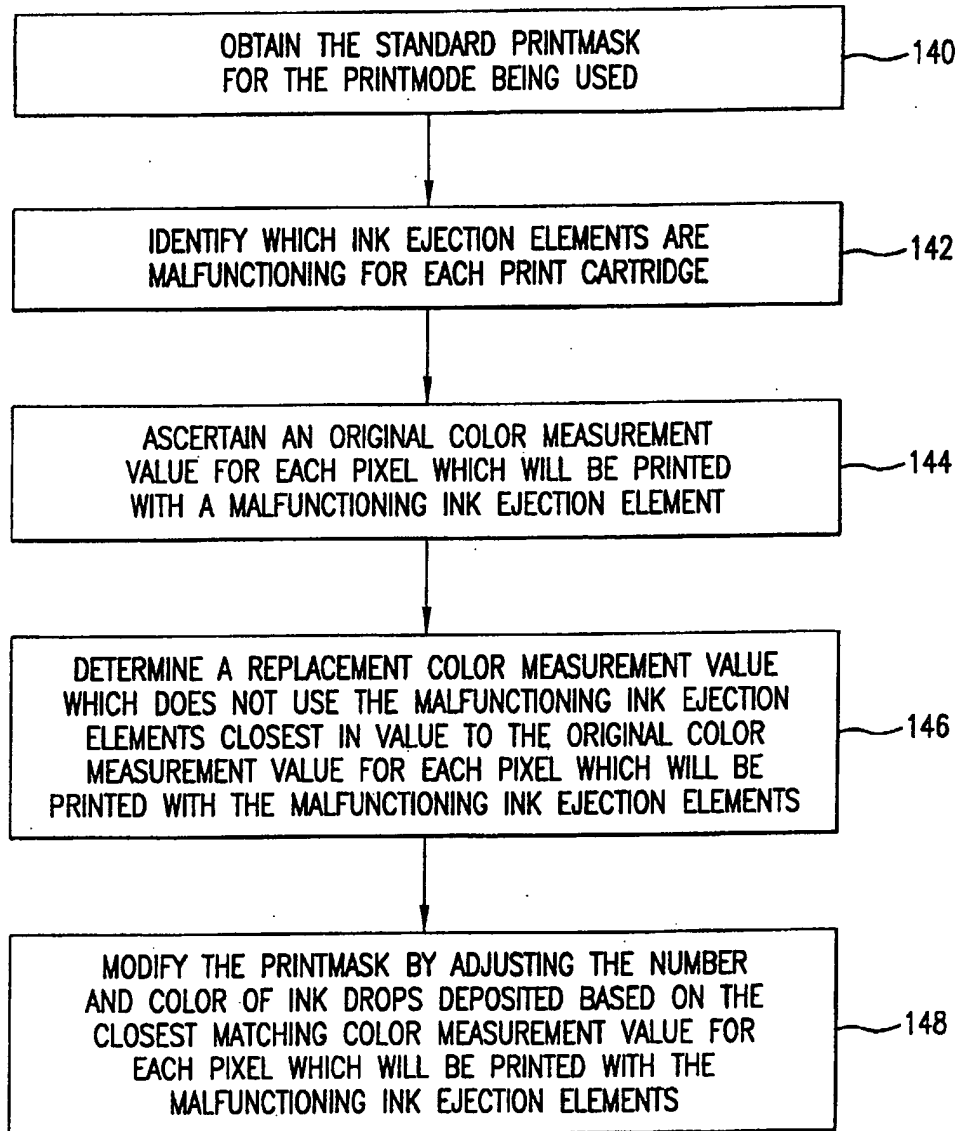 OBTAIN THE STANDARD PRINTMASK
FOR THE PRINTMODE BEING USED
140
IDENTIFY WHICH INK EJECTION ELEMENTS ARE
MALFUNCTIONING FOR EACH PRINT CARTRIDGE
142
ASCERTAIN AN ORIGINAL COLOR MEASUREMENT
VALUE FOR EACH PIXEL WHICH WILL BE PRINTED
WITH A MALFUNCTIONING INK EJECTION ELEMENT
144
DETERMINE A REPLACEMENT COLOR MEASUREMENT VALUE
WHICH DOES NOT USE THE MALFUNCTIONING INK EJECTION
ELEMENTS CLOSEST IN VALUE TO THE ORIGINAL COLOR
MEASUREMENT VALUE FOR EACH PIXEL WHICH WILL BE
PRINTED WITH THE MALFUNCTIONING INK EJECTION ELEMENTS
146
MODIFY THE PRINTMASK BY ADJUSTING THE NUMBER
AND COLOR OF INK DROPS DEPOSITED BASED ON THE
CLOSEST MATCHING COLOR MEASUREMENT VALUE FOR
EACH PIXEL WHICH WILL BE PRINTED WITH THE
MALFUNCTIONING INK EJECTION ELEMENTS
148